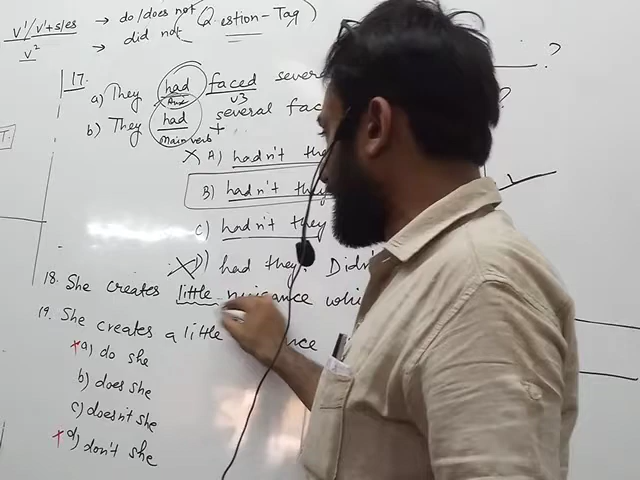 V¹/V¹+s/es → do/does not (Question-Tag)
V² → did not
17.
a) They had faced several ?
Aux V3
b) They had several fac ?
main verb +
T.
X A) hadn't the
B) hadn't they
C) hadn't they
X D) had they. Didn'
18. She creates little nuisance whi
19. She creates a little nce
x a) do she
b) does she
c) doesn't she
x d) don't she